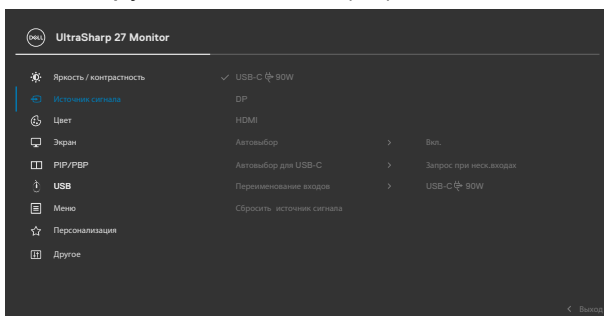 DELL UltraSharp 27 Monitor
Яркость / контрастность USB-C 90W
Источник сигнала DP
Цвет HDMI
Экран Автовыбор Вкл.
PIP/PBP Автовыбор для USB-C Запрос при неск.входах
USB Переименование входов USB-C 90W
Меню Сбросить источник сигнала
Персонализация
Другое
Выход